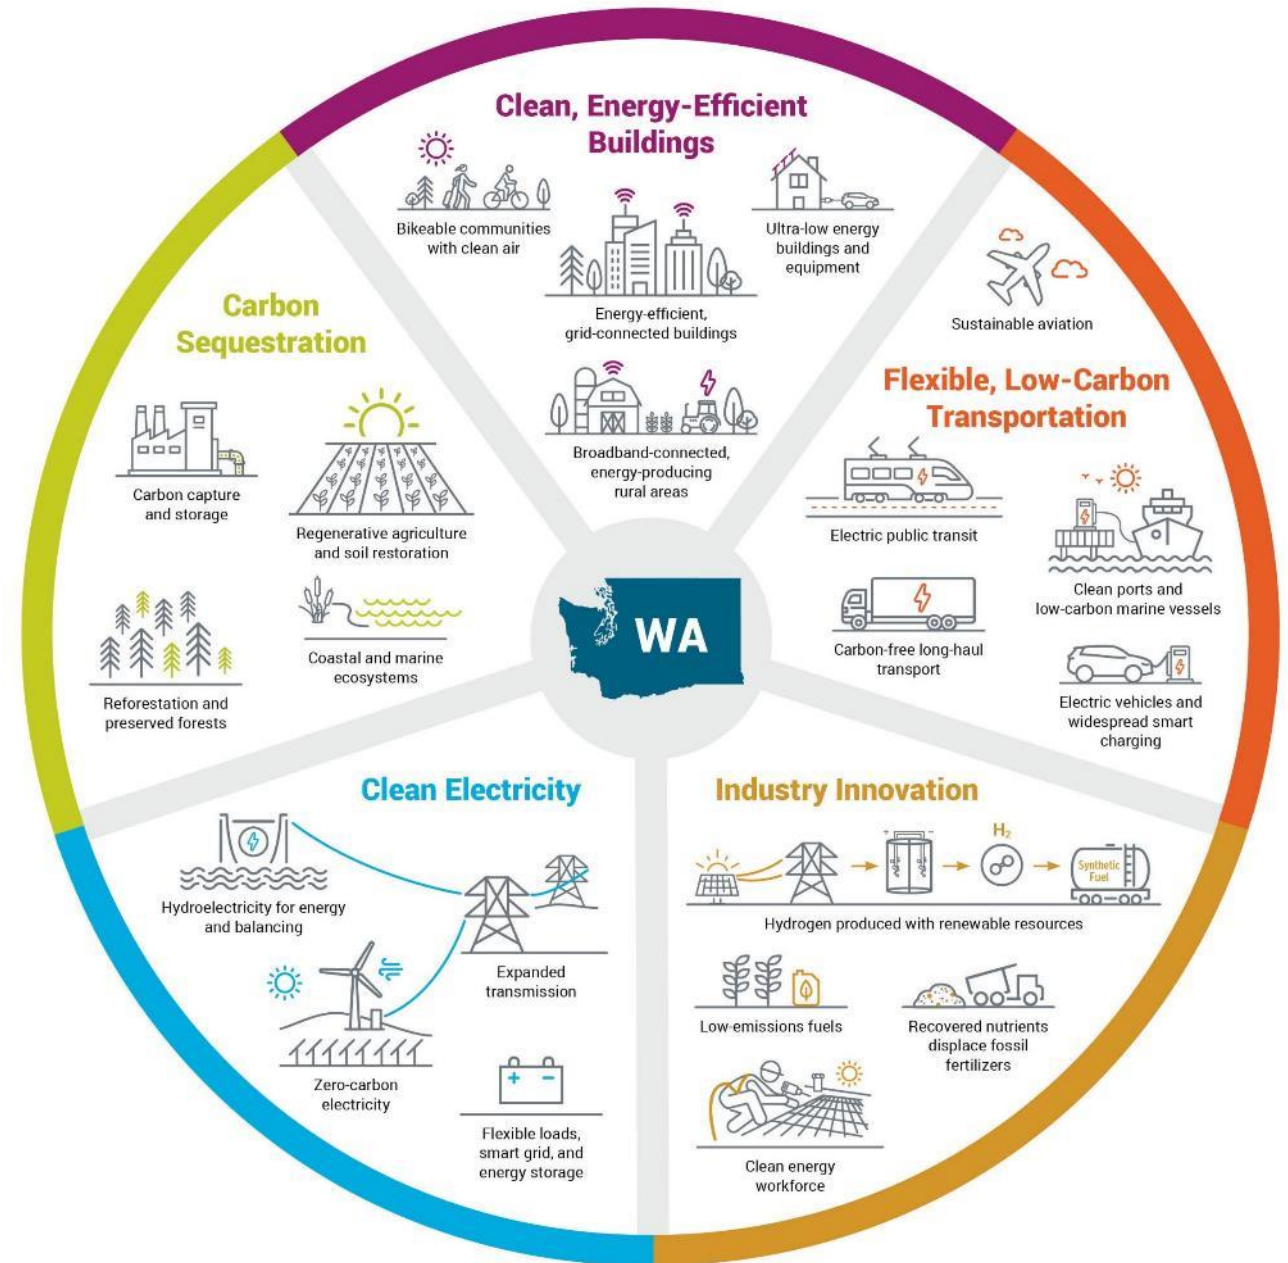 Clean, Energy-Efficient
Buildings
Bikeable communities
with clean air
Energy-efficient,
grid-connected buildings
Ultra-low energy
buildings and
equipment
Broadband-connected,
energy-producing
rural areas
Sustainable aviation
Flexible, Low-Carbon
Transportation
Electric public transit
Clean ports and
low-carbon marine vessels
Carbon-free long-haul
transport
Electric vehicles and
widespread smart
charging
Carbon
Sequestration
Carbon capture
and storage
Regenerative agriculture
and soil restoration
Reforestation and
preserved forests
Coastal and marine
ecosystems
WA
Clean Electricity
Hydroelectricity for energy
and balancing
Expanded
transmission
Zero-carbon
electricity
+ -
Flexible loads,
smart grid, and
energy storage
Industry Innovation
H₂
Synthetic
Fuel
Hydrogen produced with renewable resources
Low-emissions fuels
Recovered nutrients
displace fossil
fertilizers
Clean energy
workforce